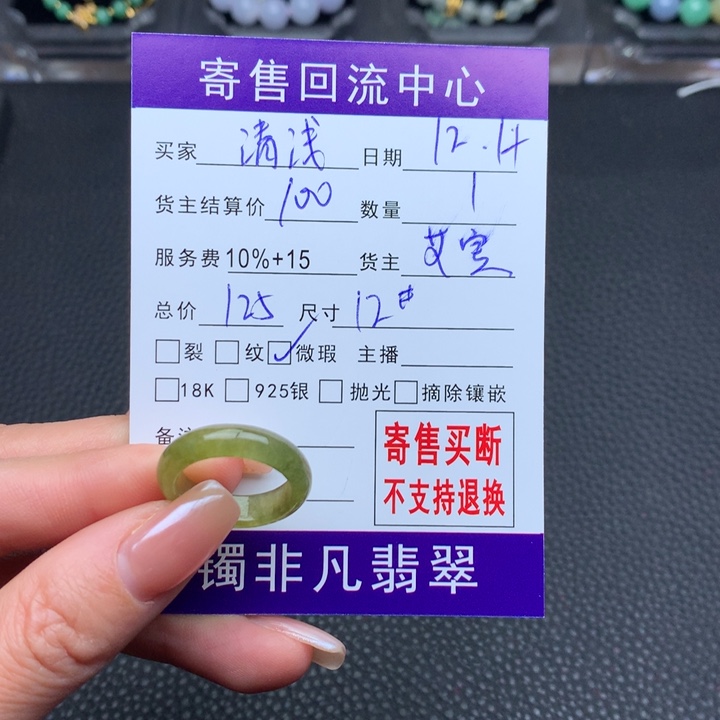 寄售回流中心
买家 清浅 日期 12.14
货主结算价 100 数量 1
服务费 10%+15 货主 艾宽
总价 125 尺寸 12#
裂 纹 微瑕 主播
18K 925银 抛光 摘除镶嵌
备注
寄售买断
不支持退换
镯非凡翡翠